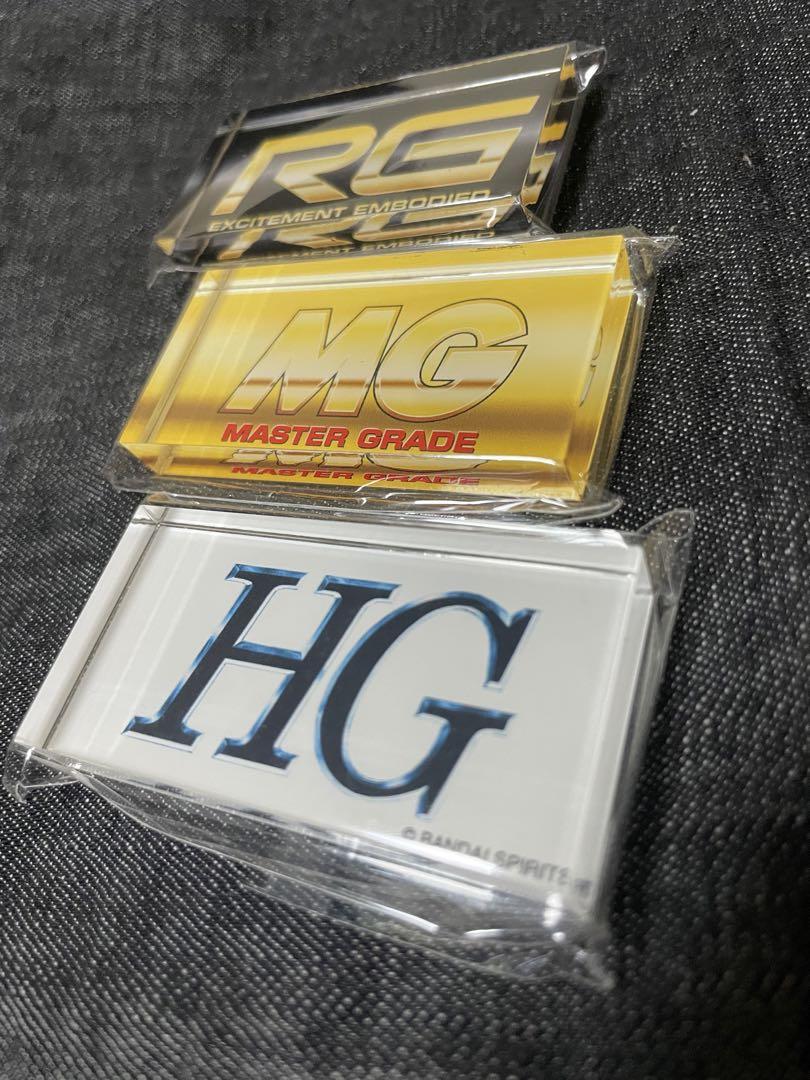 RG
EXCITEMENT EMBODIED
MG
MASTER GRADE
HG
© BANDAI SPIRITS